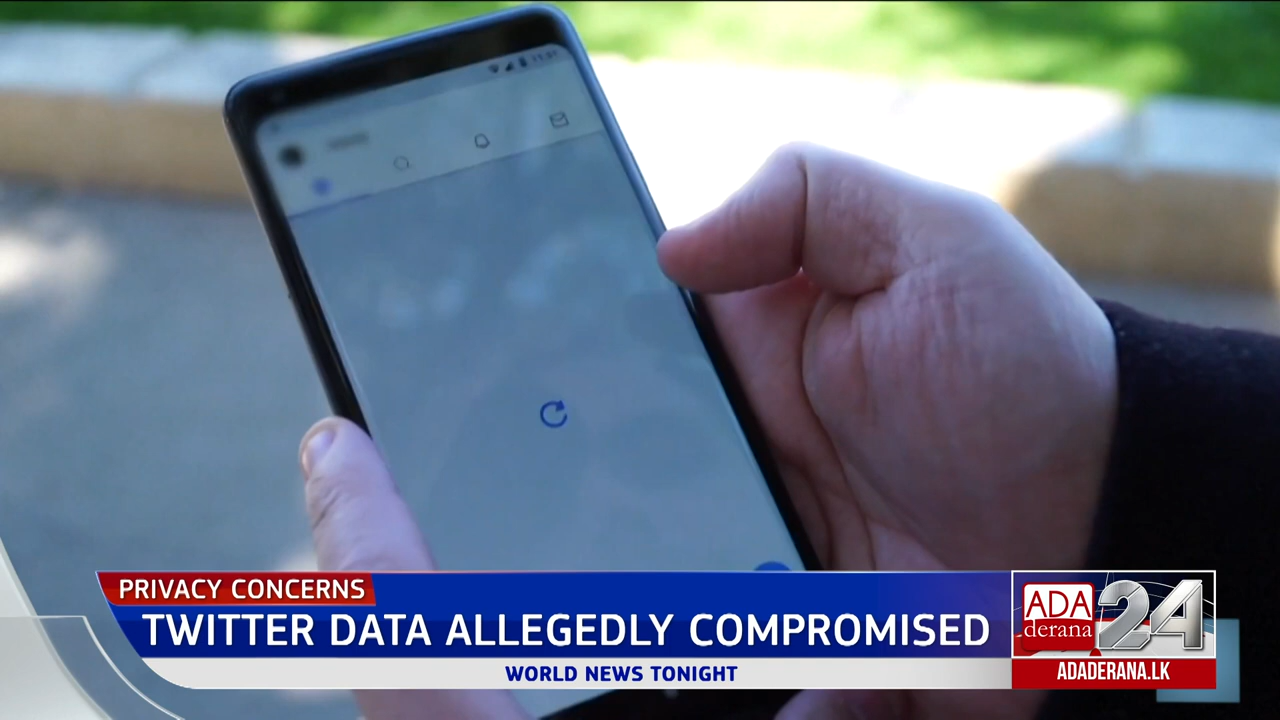 PRIVACY CONCERNS
TWITTER DATA ALLEGEDLY COMPROMISED
WORLD NEWS TONIGHT
ADA
derana
24
ADADERANA.LK